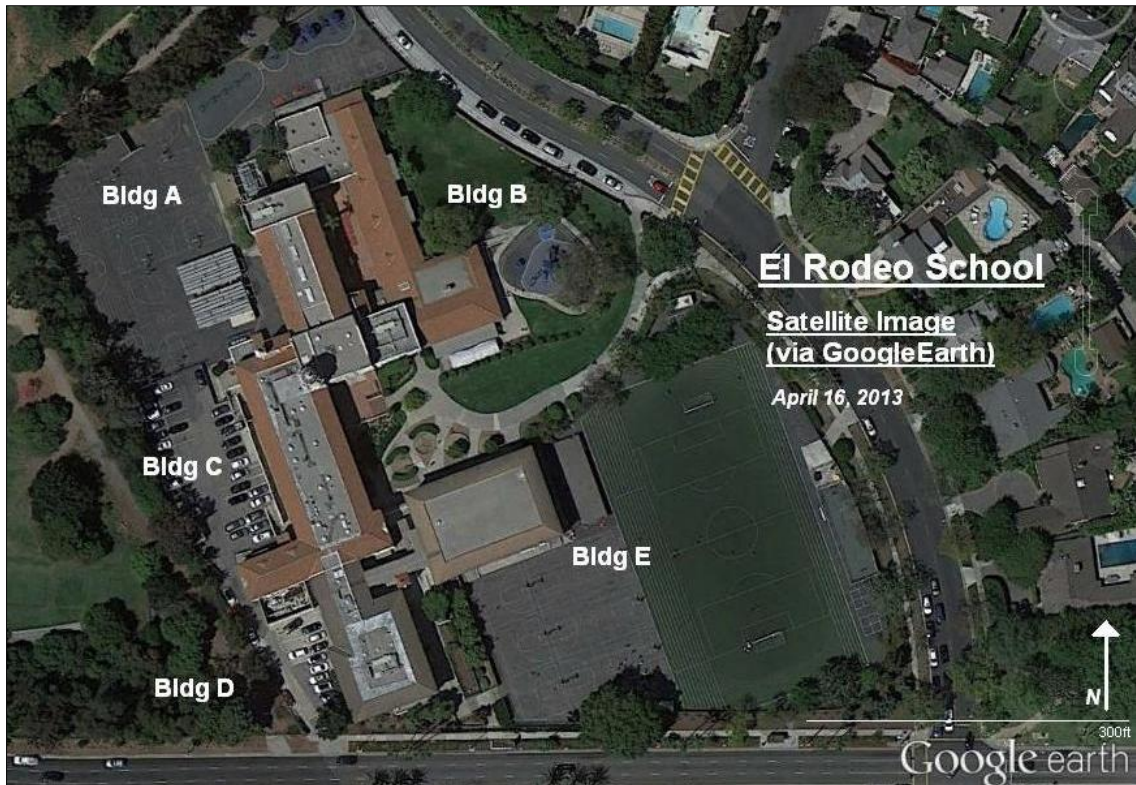 Bldg A
Bldg B
El Rodeo School
Satellite Image
(via GoogleEarth)
April 16, 2013
Bldg C
Bldg E
Bldg D
N
300ft
Google earth